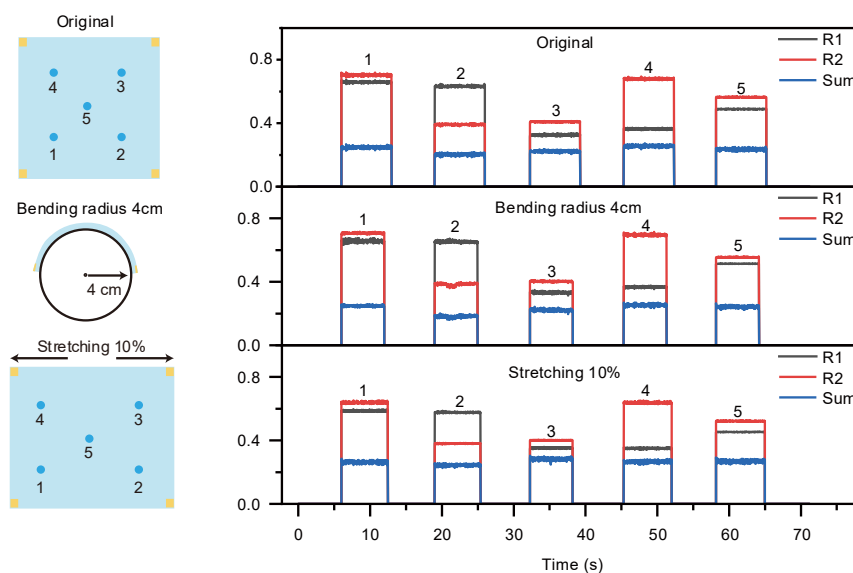 Original
4 3
5
1 2
Bending radius 4cm
4 cm
Stretching 10%
4 3
5
1 2
0.8
0.4
0.0
Original
1 2 3 4 5
R1
R2
Sum
0.8
0.4
0.0
Bending radius 4cm
1 2 3 4 5
R1
R2
Sum
0.8
0.4
0.0
Stretching 10%
1 2 3 4 5
R1
R2
Sum
0 10 20 30 40 50 60 70
Time (s)